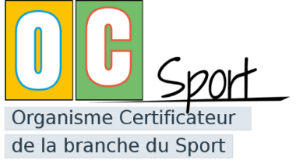 OC Sport
Organisme Certificateur
de la branche du Sport